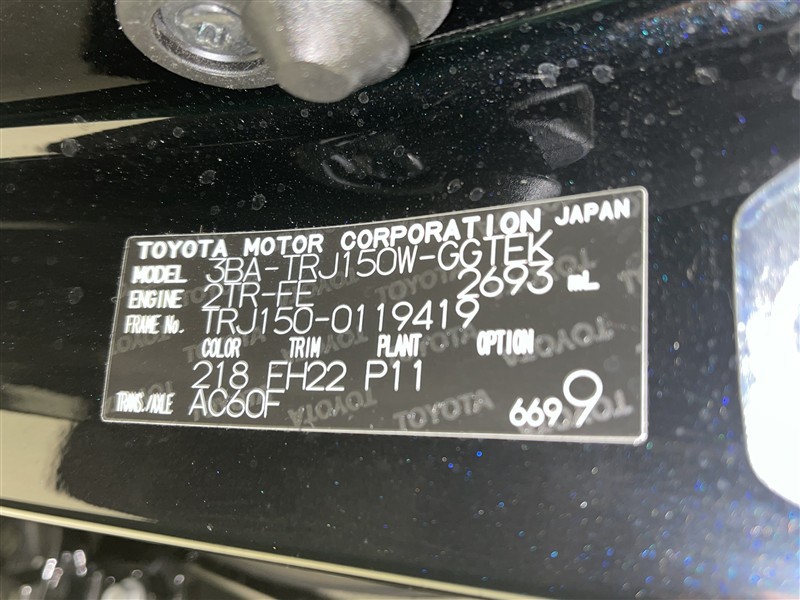 TOYOTA MOTOR CORPORATION JAPAN
MODEL 3BA-TRJ150W-GGTEK
ENGINE 2TR-FE 2693 mL
FRAME No. TRJ150-0119419
COLOR TRIM PLANT OPTION
218 FH22 P11
TRANS./AXLE AC60F
669 9